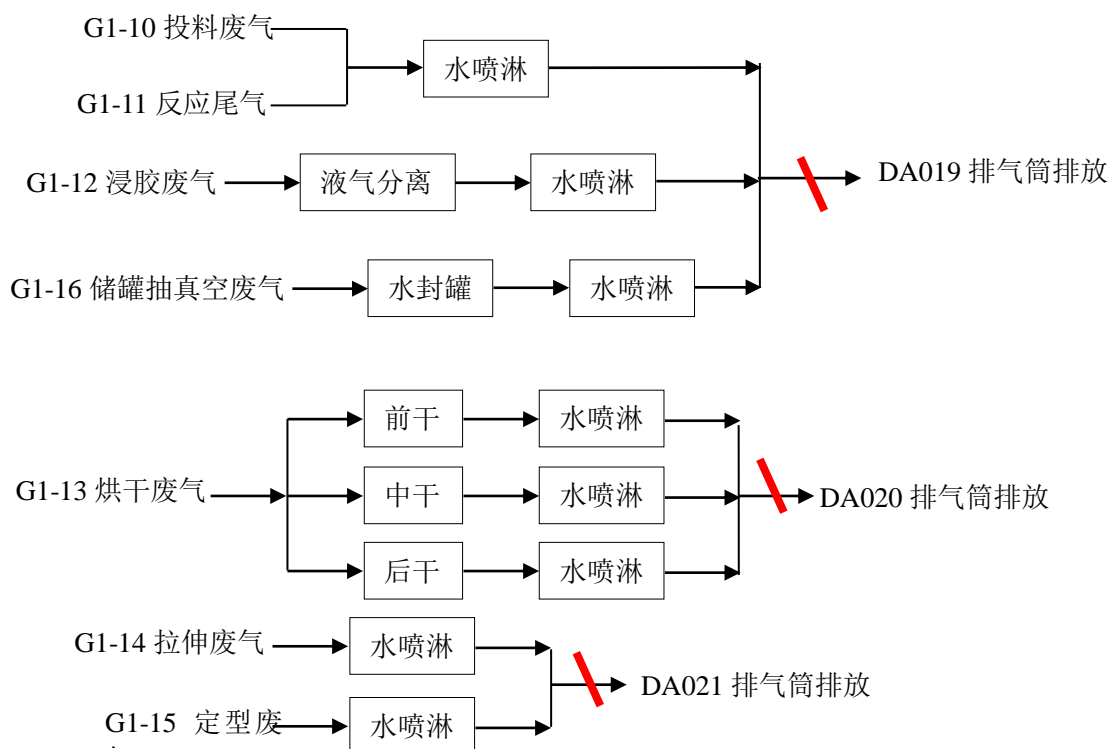 G1-10 投料废气
水喷淋
G1-11 反应尾气
G1-12 浸胶废气
液气分离
水喷淋
DA019 排气筒排放
G1-16 储罐抽真空废气
水封罐
水喷淋
前干
水喷淋
G1-13 烘干废气
中干
水喷淋
DA020 排气筒排放
后干
水喷淋
G1-14 拉伸废气
水喷淋
DA021 排气筒排放
G1-15 定型废
水喷淋